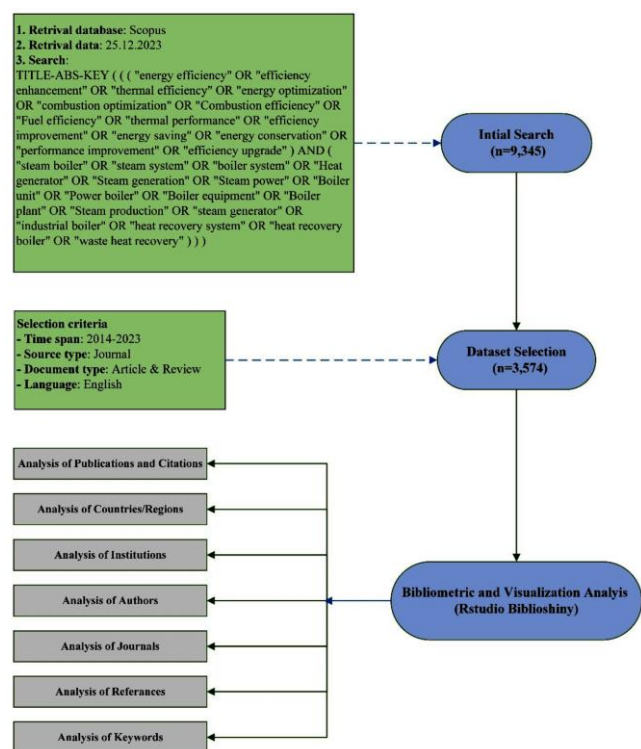 1. Retrival database: Scopus
2. Retrival data: 25.12.2023
3. Search:
TITLE-ABS-KEY ( ( ( "energy efficiency" OR "efficiency
enhancement" OR "thermal efficiency" OR "energy optimization"
OR "combustion optimization" OR "Combustion efficiency" OR
"Fuel efficiency" OR "thermal performance" OR "efficiency
improvement" OR "energy saving" OR "energy conservation" OR
"performance improvement" OR "efficiency upgrade" ) AND (
"steam boiler" OR "steam system" OR "boiler system" OR "Heat
generator" OR "Steam generation" OR "Steam power" OR "Boiler
unit" OR "Power boiler" OR "Boiler equipment" OR "Boiler
plant" OR "Steam production" OR "steam generator" OR
"industrial boiler" OR "heat recovery system" OR "heat recovery
boiler" OR "waste heat recovery" ) ) )
Intial Search
(n=9,345)
Selection criteria
- Time span: 2014-2023
- Source type: Journal
- Document type: Article & Review
- Language: English
Dataset Selection
(n=3,574)
Analysis of Publications and Citations
Analysis of Countries/Regions
Analysis of Institutions
Analysis of Authors
Analysis of Journals
Analysis of Referances
Analysis of Keywords
Bibliometric and Visualization Analyis
(Rstudio Biblioshiny)